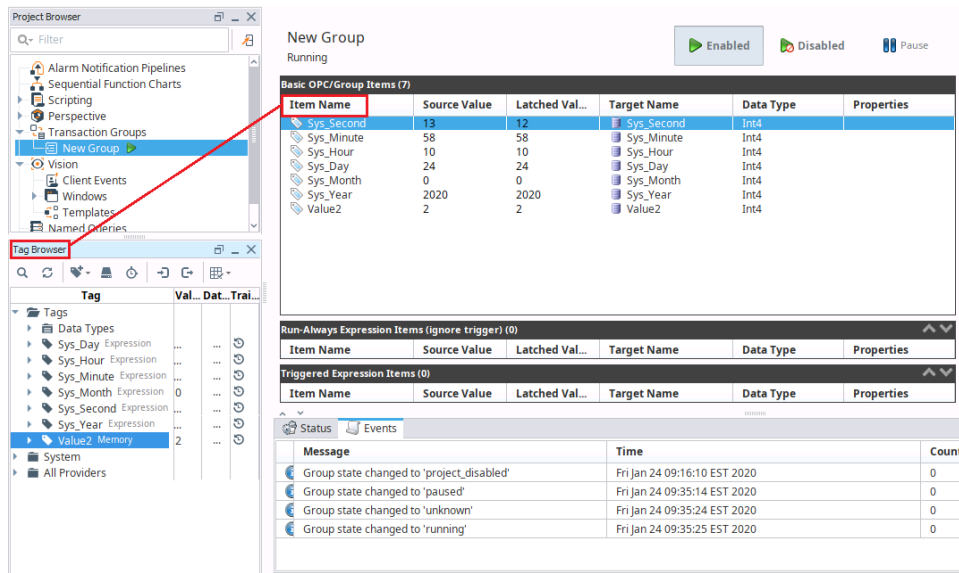 Project Browser
Filter
Alarm Notification Pipelines
Sequential Function Charts
Scripting
Perspective
Transaction Groups
New Group
Vision
Client Events
Windows
Templates
Named Queries
Tag Browser
Tag Val... Dat... Trai...
Tags
Data Types
Sys_Day Expression ... ...
Sys_Hour Expression ... ...
Sys_Minute Expression ... ...
Sys_Month Expression 0 ...
Sys_Second Expression ... ...
Sys_Year Expression ... ...
Value2 Memory 2 ...
System
All Providers
New Group
Running
Enabled Disabled Pause
Basic OPC/Group Items (7)
Item Name Source Value Latched Val... Target Name Data Type Properties
Sys_Second 13 12 Sys_Second Int4
Sys_Minute 58 58 Sys_Minute Int4
Sys_Hour 10 10 Sys_Hour Int4
Sys_Day 24 24 Sys_Day Int4
Sys_Month 0 0 Sys_Month Int4
Sys_Year 2020 2020 Sys_Year Int4
Value2 2 2 Value2 Int4
Run-Always Expression Items (ignore trigger) (0)
Item Name Source Value Latched Val... Target Name Data Type Properties
Triggered Expression Items (0)
Item Name Source Value Latched Val... Target Name Data Type Properties
Status Events
Message Time Coun
Group state changed to 'project_disabled' Fri Jan 24 09:16:10 EST 2020 0
Group state changed to 'paused' Fri Jan 24 09:35:14 EST 2020 0
Group state changed to 'unknown' Fri Jan 24 09:35:24 EST 2020 0
Group state changed to 'running' Fri Jan 24 09:35:25 EST 2020 0